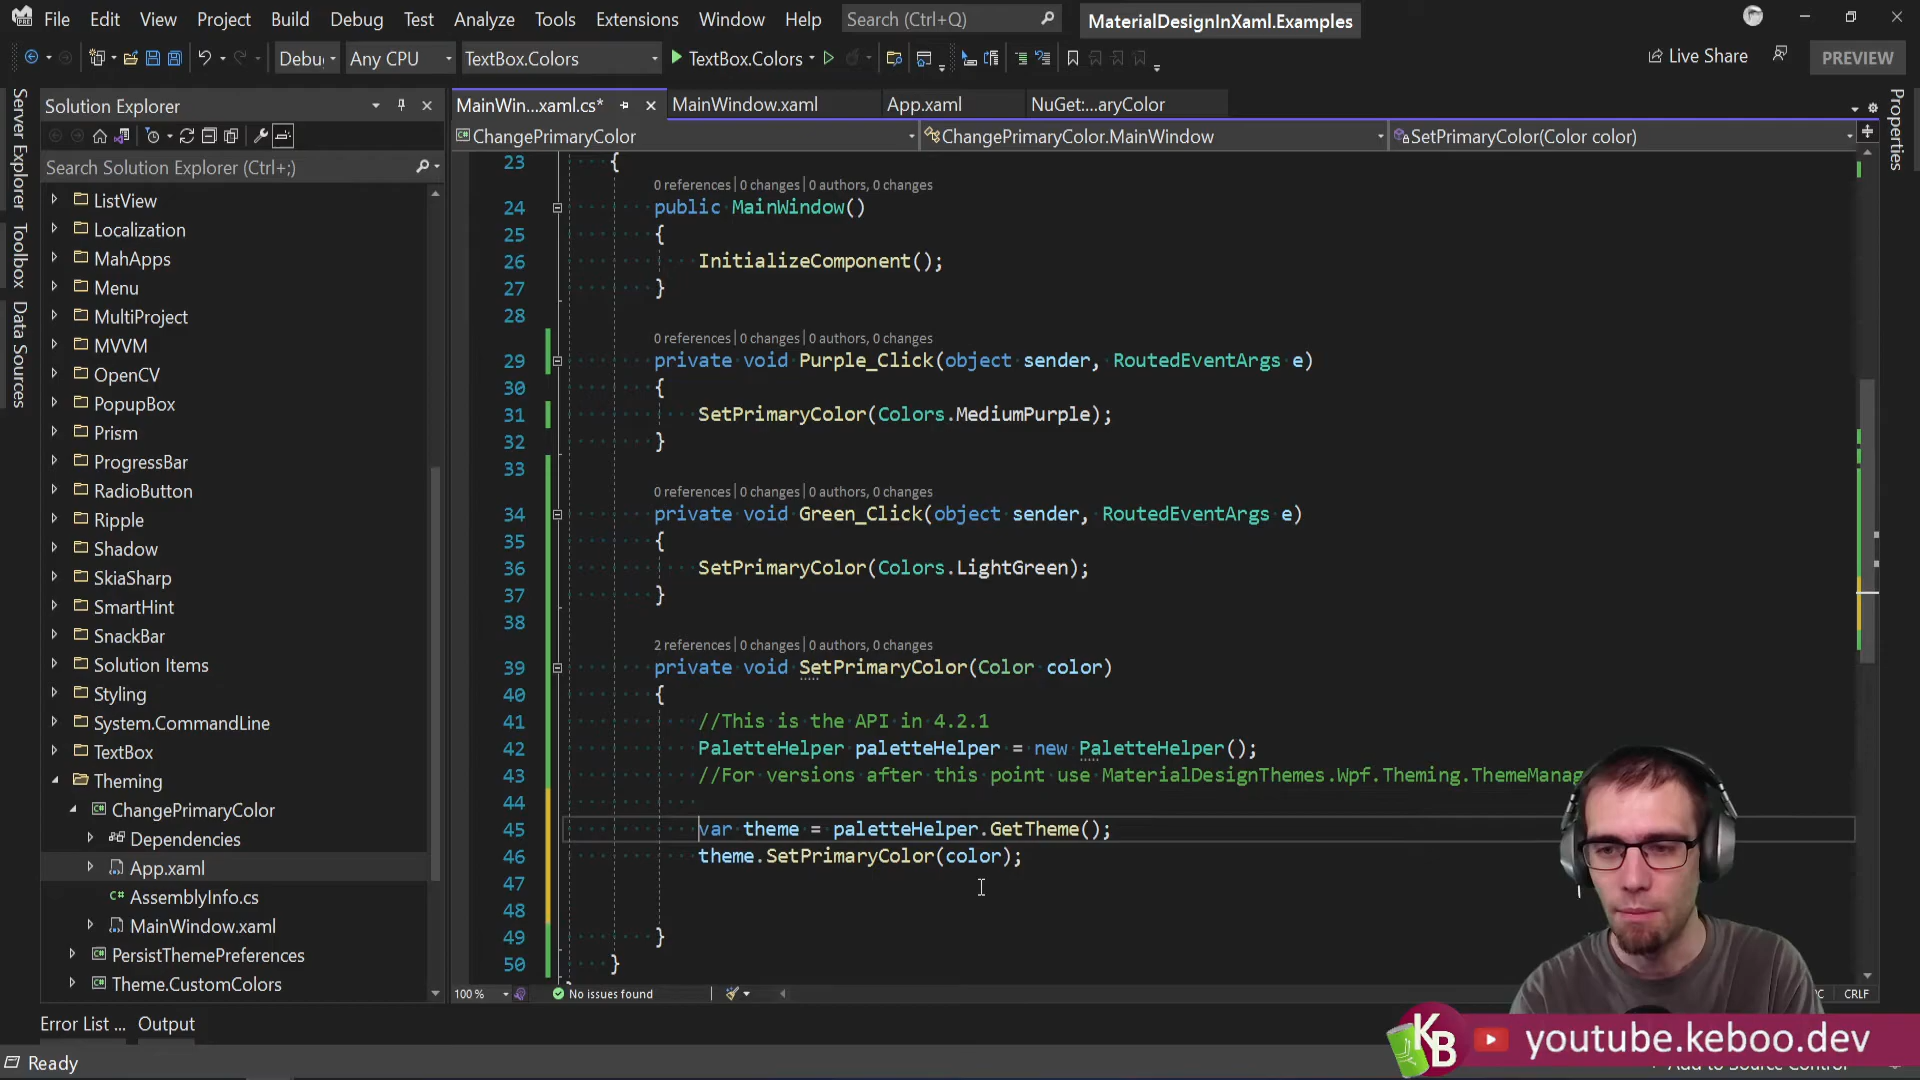 File Edit View Project Build Debug Test Analyze Tools Extensions Window Help Search (Ctrl+Q) MaterialDesignInXaml.Examples
Debug Any CPU TextBox.Colors TextBox.Colors Live Share PREVIEW
Server Explorer
Toolbox
Data Sources
Solution Explorer
Search Solution Explorer (Ctrl+;)
ListView
Localization
MahApps
Menu
MultiProject
MVVM
OpenCV
PopupBox
Prism
ProgressBar
RadioButton
Ripple
Shadow
SkiaSharp
SmartHint
SnackBar
Solution Items
Styling
System.CommandLine
TextBox
Theming
ChangePrimaryColor
Dependencies
App.xaml
AssemblyInfo.cs
MainWindow.xaml
PersistThemePreferences
Theme.CustomColors
MainWin...xaml.cs* MainWindow.xaml App.xaml NuGet:...aryColor
ChangePrimaryColor ChangePrimaryColor.MainWindow SetPrimaryColor(Color color)
23 {
0 references | 0 changes | 0 authors, 0 changes
24 public MainWindow()
25 {
26 InitializeComponent();
27 }
28
0 references | 0 changes | 0 authors, 0 changes
29 private void Purple_Click(object sender, RoutedEventArgs e)
30 {
31 SetPrimaryColor(Colors.MediumPurple);
32 }
33
0 references | 0 changes | 0 authors, 0 changes
34 private void Green_Click(object sender, RoutedEventArgs e)
35 {
36 SetPrimaryColor(Colors.LightGreen);
37 }
38
2 references | 0 changes | 0 authors, 0 changes
39 private void SetPrimaryColor(Color color)
40 {
41 //This is the API in 4.2.1
42 PaletteHelper paletteHelper = new PaletteHelper();
43 //For versions after this point use MaterialDesignThemes.Wpf.Theming.ThemeManag
44
45 var theme = paletteHelper.GetTheme();
46 theme.SetPrimaryColor(color);
47
48
49 }
50 }
100 % No issues found CRLF
Properties
Error List ... Output
Ready
KB youtube.keboo.dev